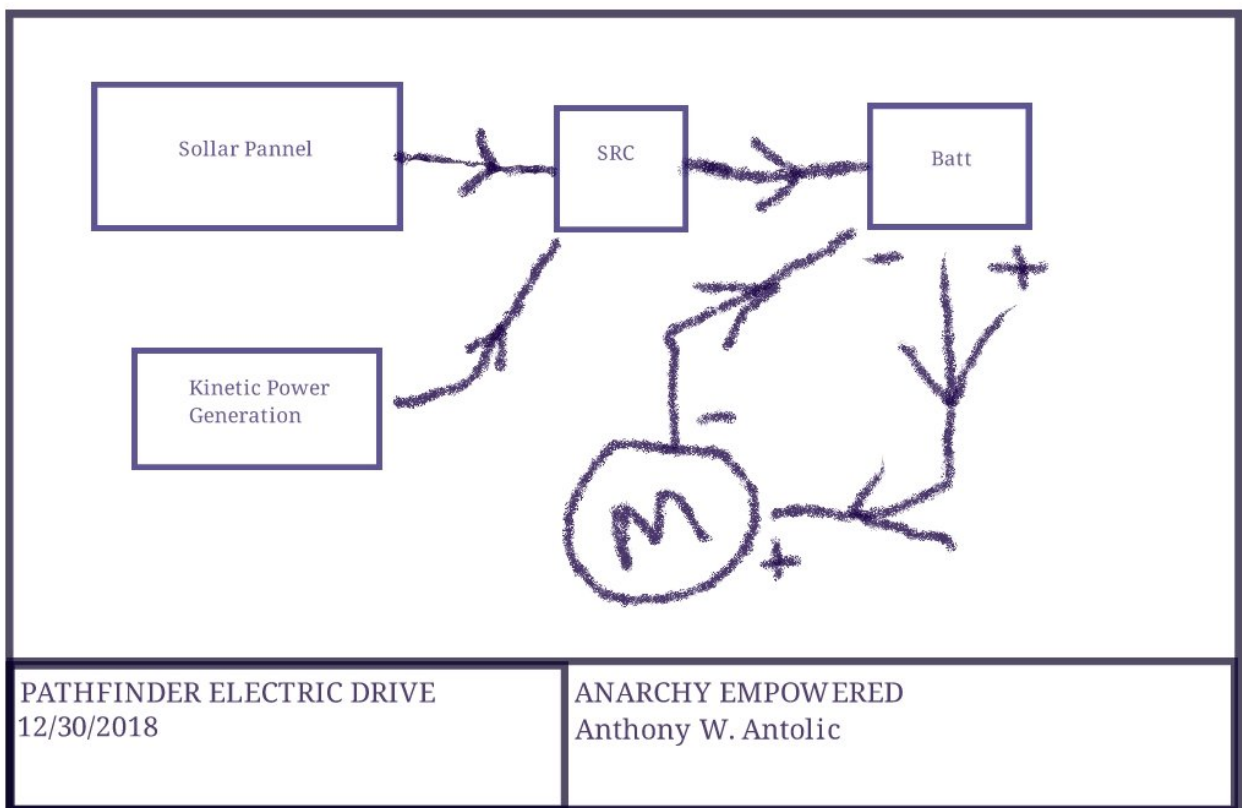 Sollar Pannel
SRC
Batt
-
+
Kinetic Power
Generation
-
M
+
PATHFINDER ELECTRIC DRIVE
12/30/2018
ANARCHY EMPOWERED
Anthony W. Antolic